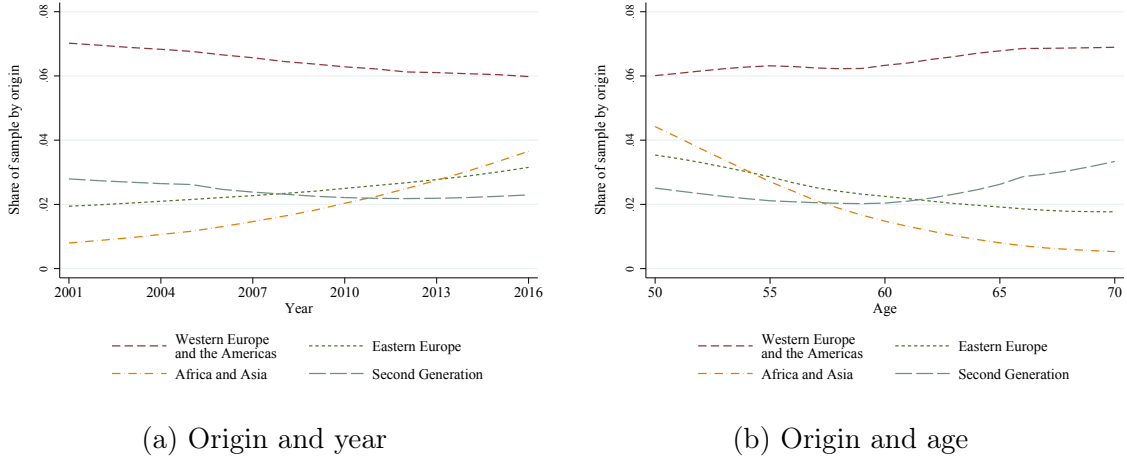 Share of sample by origin
0
.02
.04
.06
.08
2001
2004
2007
2010
2013
2016
Year
Western Europe
and the Americas
Eastern Europe
Africa and Asia
Second Generation
(a) Origin and year
Share of sample by origin
0
.02
.04
.06
.08
50
55
60
65
70
Age
Western Europe
and the Americas
Eastern Europe
Africa and Asia
Second Generation
(b) Origin and age